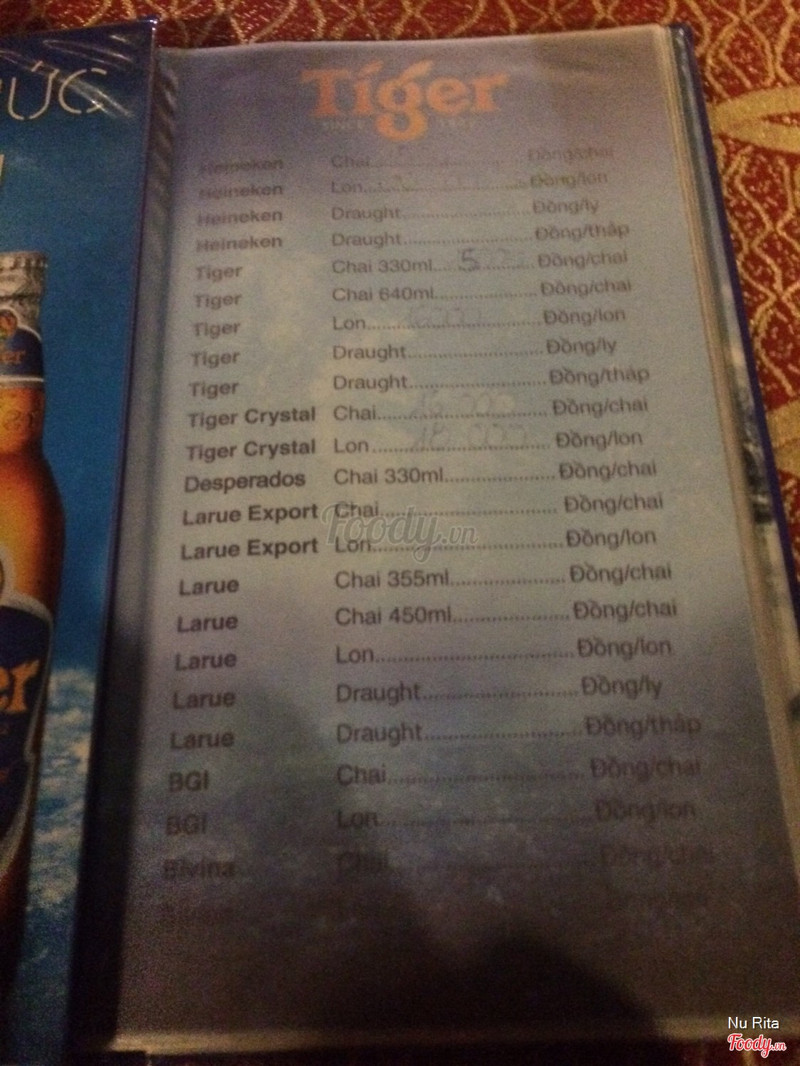 Tiger
Heineken Chai Đồng/chai
Heineken Lon Đồng/lon
Heineken Draught Đồng/ly
Heineken Draught Đồng/tháp
Tiger Chai 330ml Đồng/chai
Tiger Chai 640ml Đồng/chai
Tiger Lon Đồng/lon
Tiger Draught Đồng/ly
Tiger Draught Đồng/tháp
Tiger Crystal Chai Đồng/chai
Tiger Crystal Lon 18.000 Đồng/lon
Desperados Chai 330ml Đồng/chai
Larue Export Chai Đồng/chai
Larue Export Lon Đồng/lon
Larue Chai 355ml Đồng/chai
Larue Chai 450ml Đồng/chai
Larue Lon Đồng/lon
Larue Draught Đồng/ly
Larue Draught Đồng/tháp
BGI Chai Đồng/chai
BGI Lon Đồng/lon
Bivina Chai Đồng/chai
Foody.vn
Nu Rita
Foody.vn